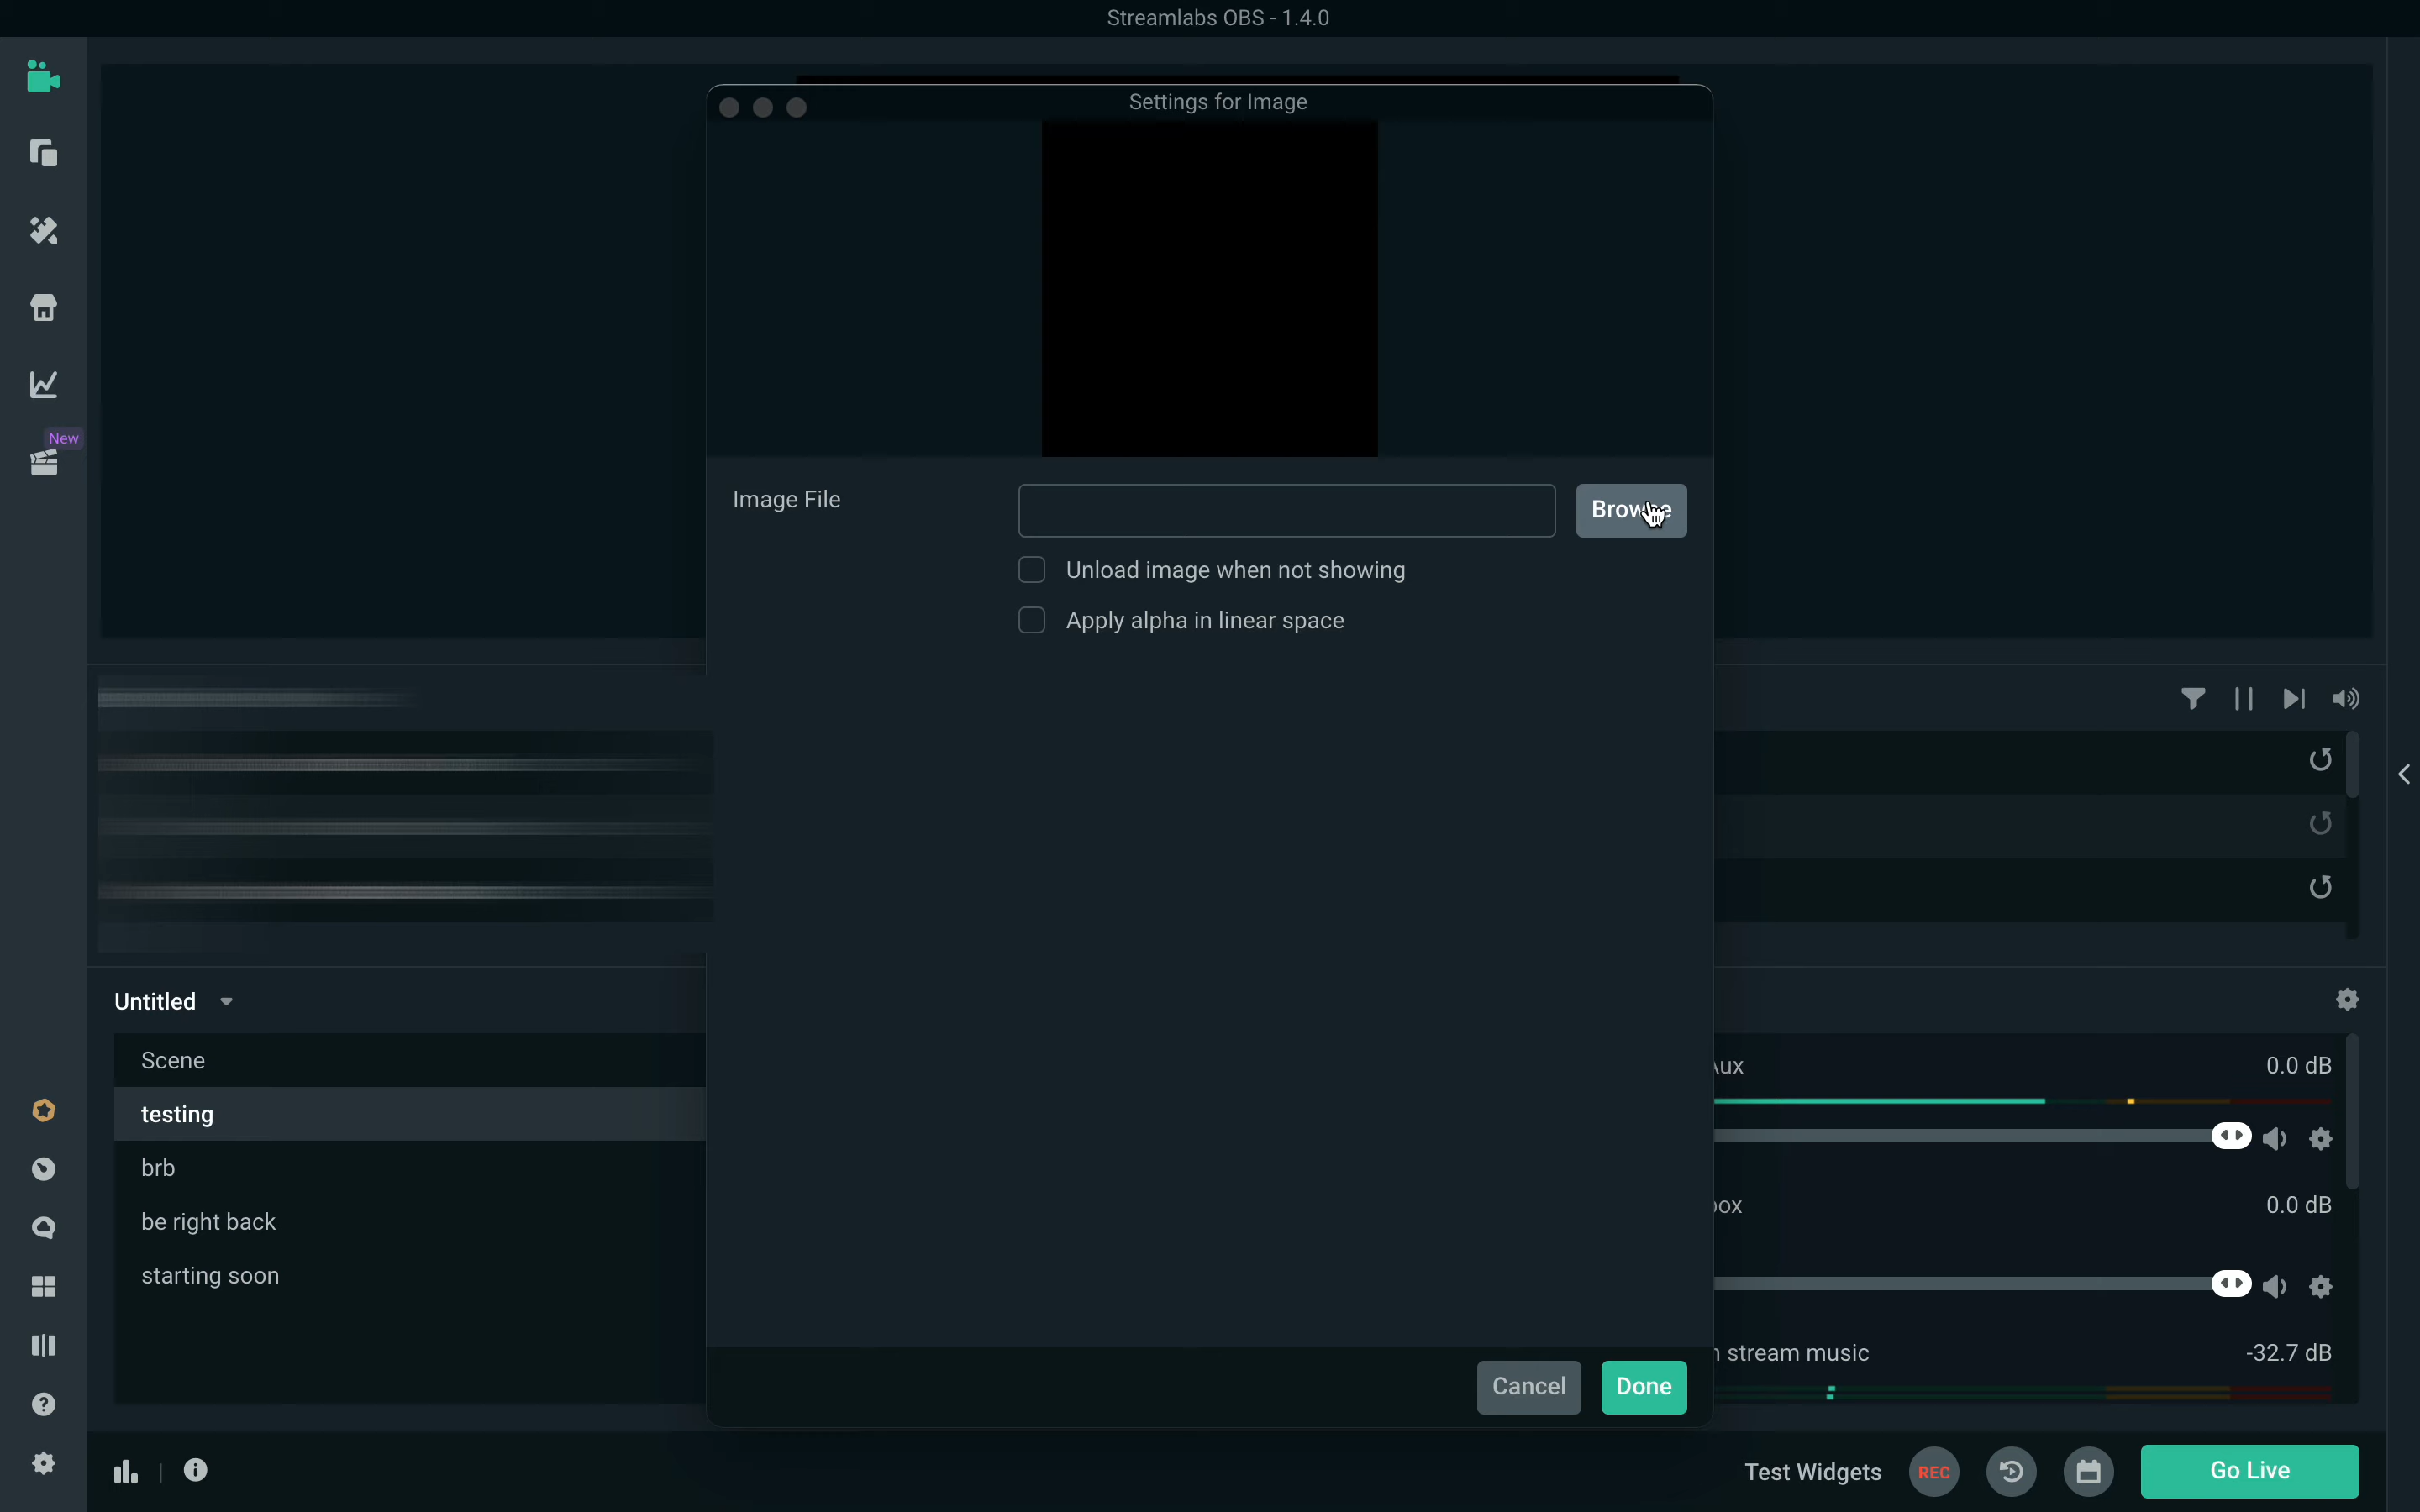 Streamlabs OBS - 1.4.0
Settings for Image
New
Image File
Browse
Unload image when not showing
Apply alpha in linear space
Untitled
Scene
testing
brb
be right back
starting soon
Aux
0.0 dB
0.0 dB
stream music
-32.7 dB
Cancel
Done
Test Widgets
REC
Go Live